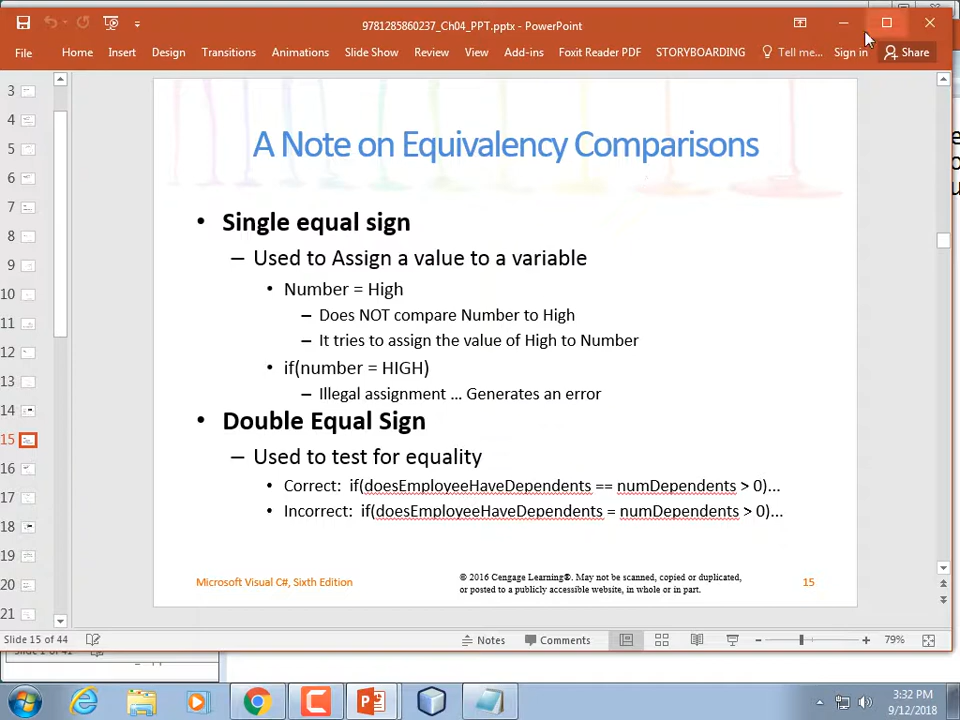 9781285860237_Ch04_PPT.pptx - PowerPoint
File Home Insert Design Transitions Animations Slide Show Review View Add-ins Foxit Reader PDF STORYBOARDING Tell me... Sign in Share
3
4
5
6
7
8
9
10
11
12
13
14
15
16
17
18
19
20
21
A Note on Equivalency Comparisons
• Single equal sign
– Used to Assign a value to a variable
• Number = High
– Does NOT compare Number to High
– It tries to assign the value of High to Number
• if(number = HIGH)
– Illegal assignment … Generates an error
• Double Equal Sign
– Used to test for equality
• Correct: if(doesEmployeeHaveDependents == numDependents > 0)…
• Incorrect: if(doesEmployeeHaveDependents = numDependents > 0)…
Microsoft Visual C#, Sixth Edition
© 2016 Cengage Learning®. May not be scanned, copied or duplicated,
or posted to a publicly accessible website, in whole or in part.
15
Slide 15 of 44 Notes Comments 79%
3:32 PM
9/12/2018